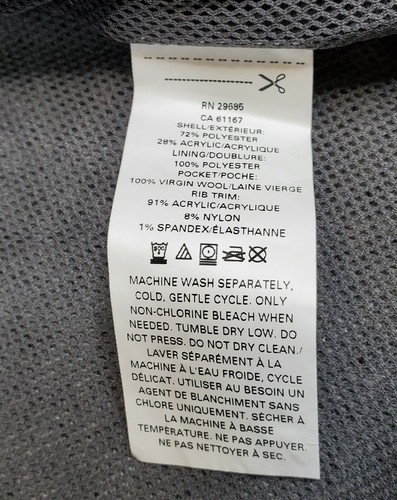 RN 29685
CA 61167
SHELL/EXTÉRIEUR:
72% POLYESTER
28% ACRYLIC/ACRYLIQUE
LINING/DOUBLURE:
100% POLYESTER
POCKET/POCHE:
100% VIRGIN WOOL/LAINE VIERGE
RIB TRIM:
91% ACRYLIC/ACRYLIQUE
8% NYLON
1% SPANDEX/ÉLASTHANNE
MACHINE WASH SEPARATELY,
COLD, GENTLE CYCLE. ONLY
NON-CHLORINE BLEACH WHEN
NEEDED. TUMBLE DRY LOW. DO
NOT PRESS. DO NOT DRY CLEAN./
LAVER SÉPARÉMENT À LA
MACHINE À L'EAU FROIDE, CYCLE
DÉLICAT. UTILISER AU BESOIN UN
AGENT DE BLANCHIMENT SANS
CHLORE UNIQUEMENT. SÉCHER À
LA MACHINE À BASSE
TEMPÉRATURE. NE PAS APPUYER.
NE PAS NETTOYER À SEC.